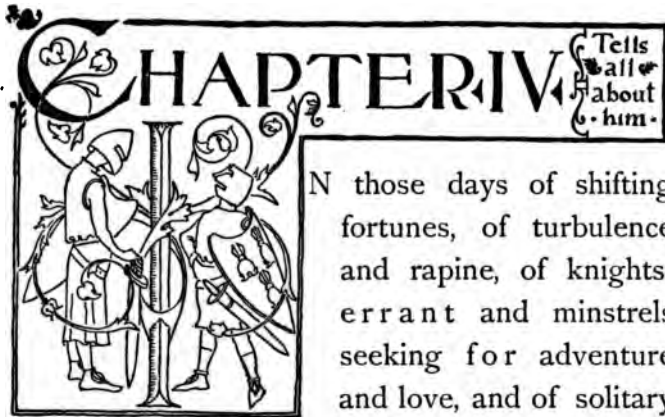 CHAPTER·IV·
Tells
all
about
·him·
IN those days of shifting
fortunes, of turbulence
and rapine, of knights
errant and minstrels
seeking for adventure
and love, and of solitary